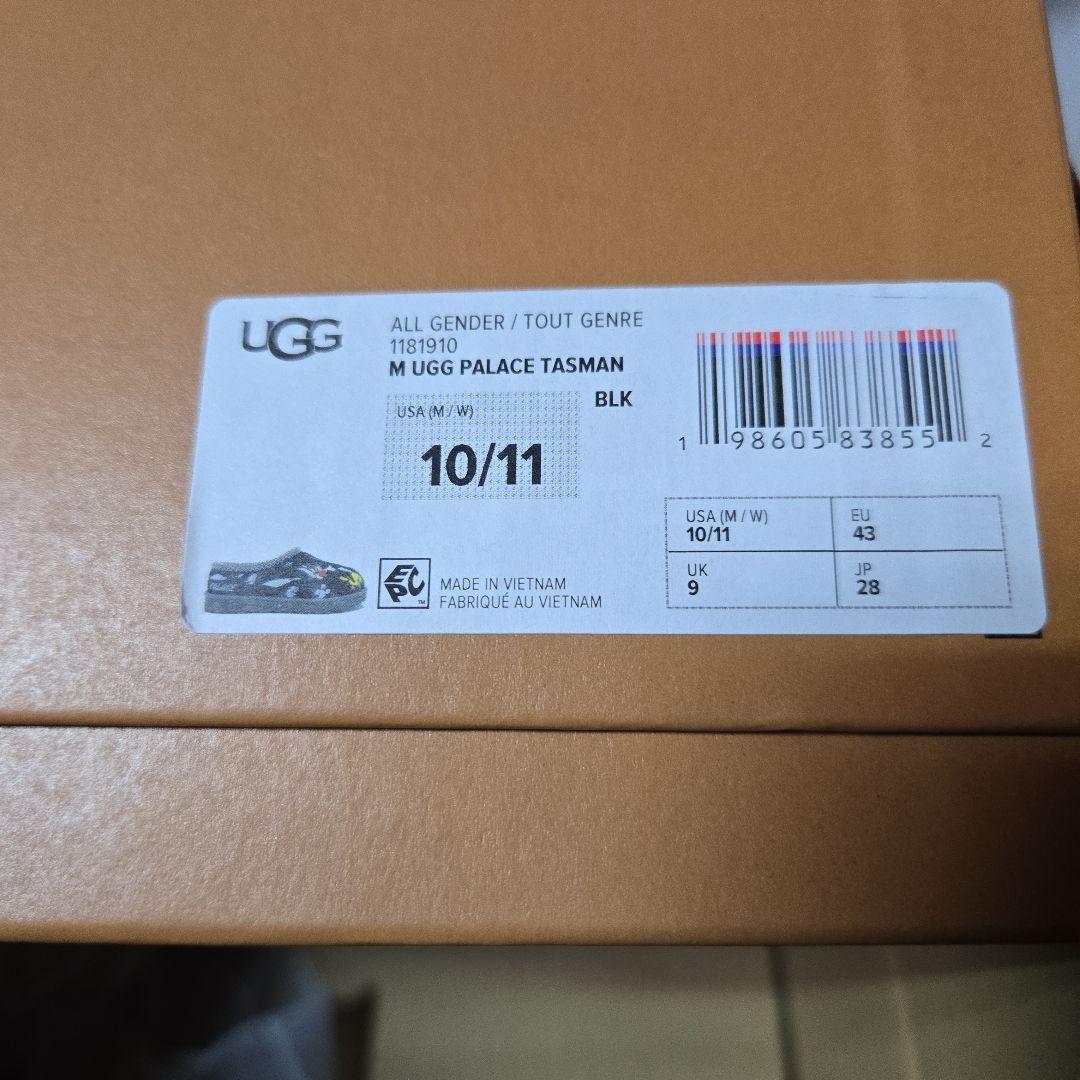 UGG
ALL GENDER / TOUT GENRE
1181910
M UGG PALACE TASMAN
BLK
USA (M / W)
10/11
1 98605 83855 2
USA (M / W)
10/11
EU
43
UK
9
JP
28
EPC
™
MADE IN VIETNAM
FABRIQUÉ AU VIETNAM